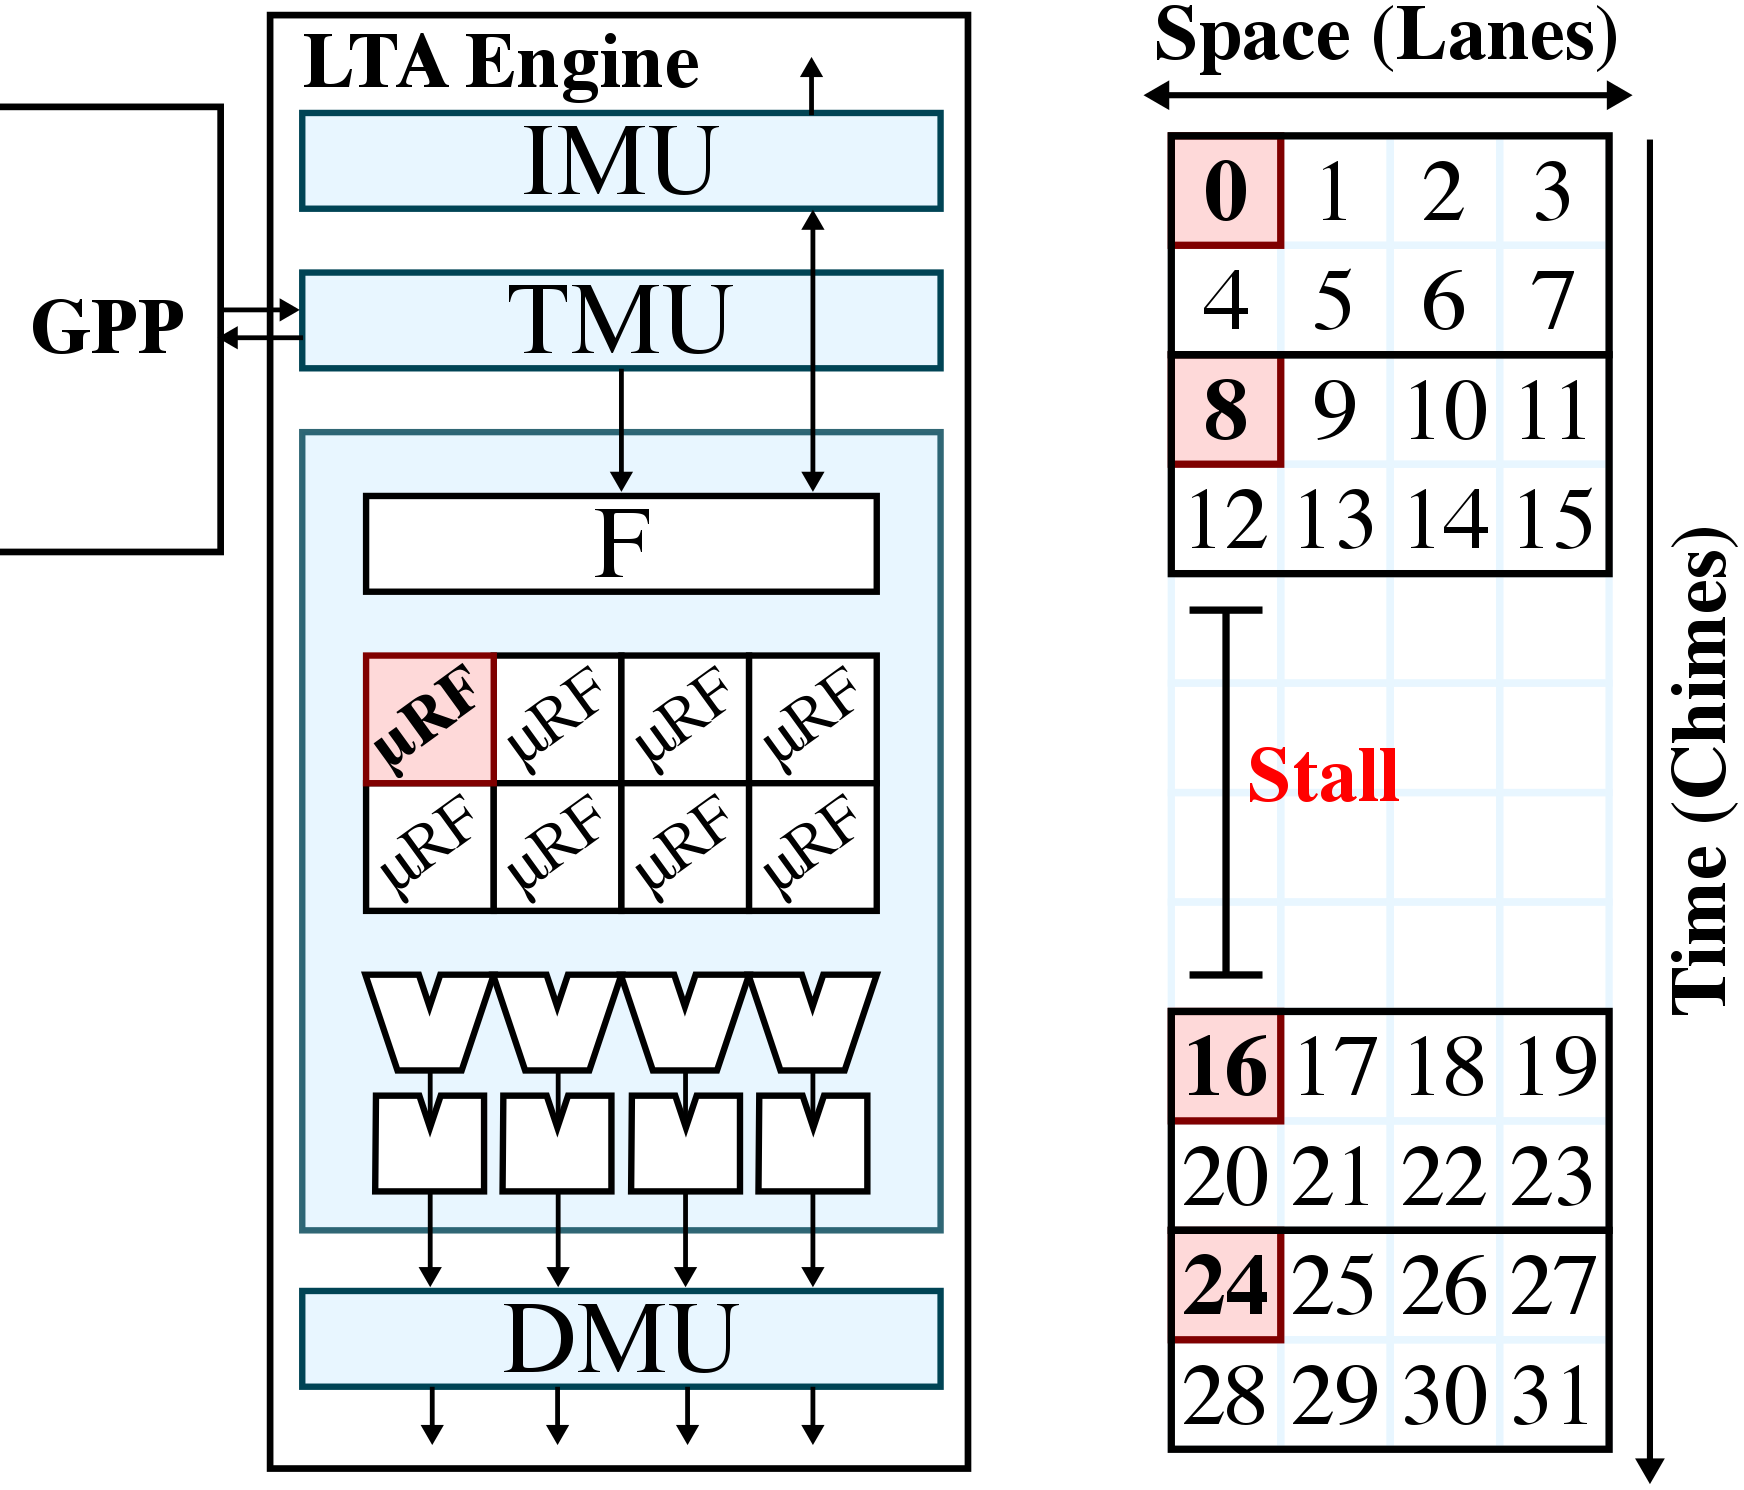 LTA Engine
IMU
GPP
TMU
F
μRF μRF μRF μRF
μRF μRF μRF μRF
DMU
Space (Lanes)
0 1 2 3
4 5 6 7
8 9 10 11
12 13 14 15
Stall
16 17 18 19
20 21 22 23
24 25 26 27
28 29 30 31
Time (Chimes)